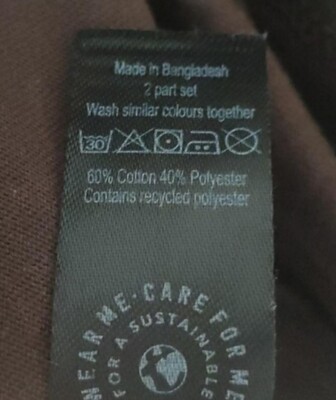 Made in Bangladesh
2 part set
Wash similar colours together
30
60% Cotton 40% Polyester
Contains recycled polyester
WEAR ME · CARE FOR ME
FOR A SUSTAINABLE